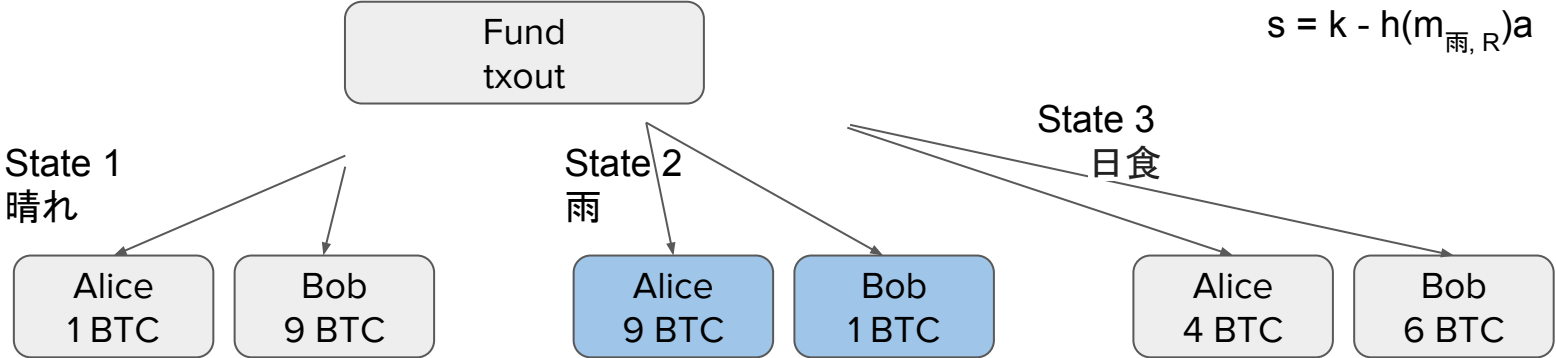 Fund
txout
s = k - h(m雨, R)a
State 1
晴れ
State 2
雨
State 3
日食
Alice
1 BTC
Bob
9 BTC
Alice
9 BTC
Bob
1 BTC
Alice
4 BTC
Bob
6 BTC